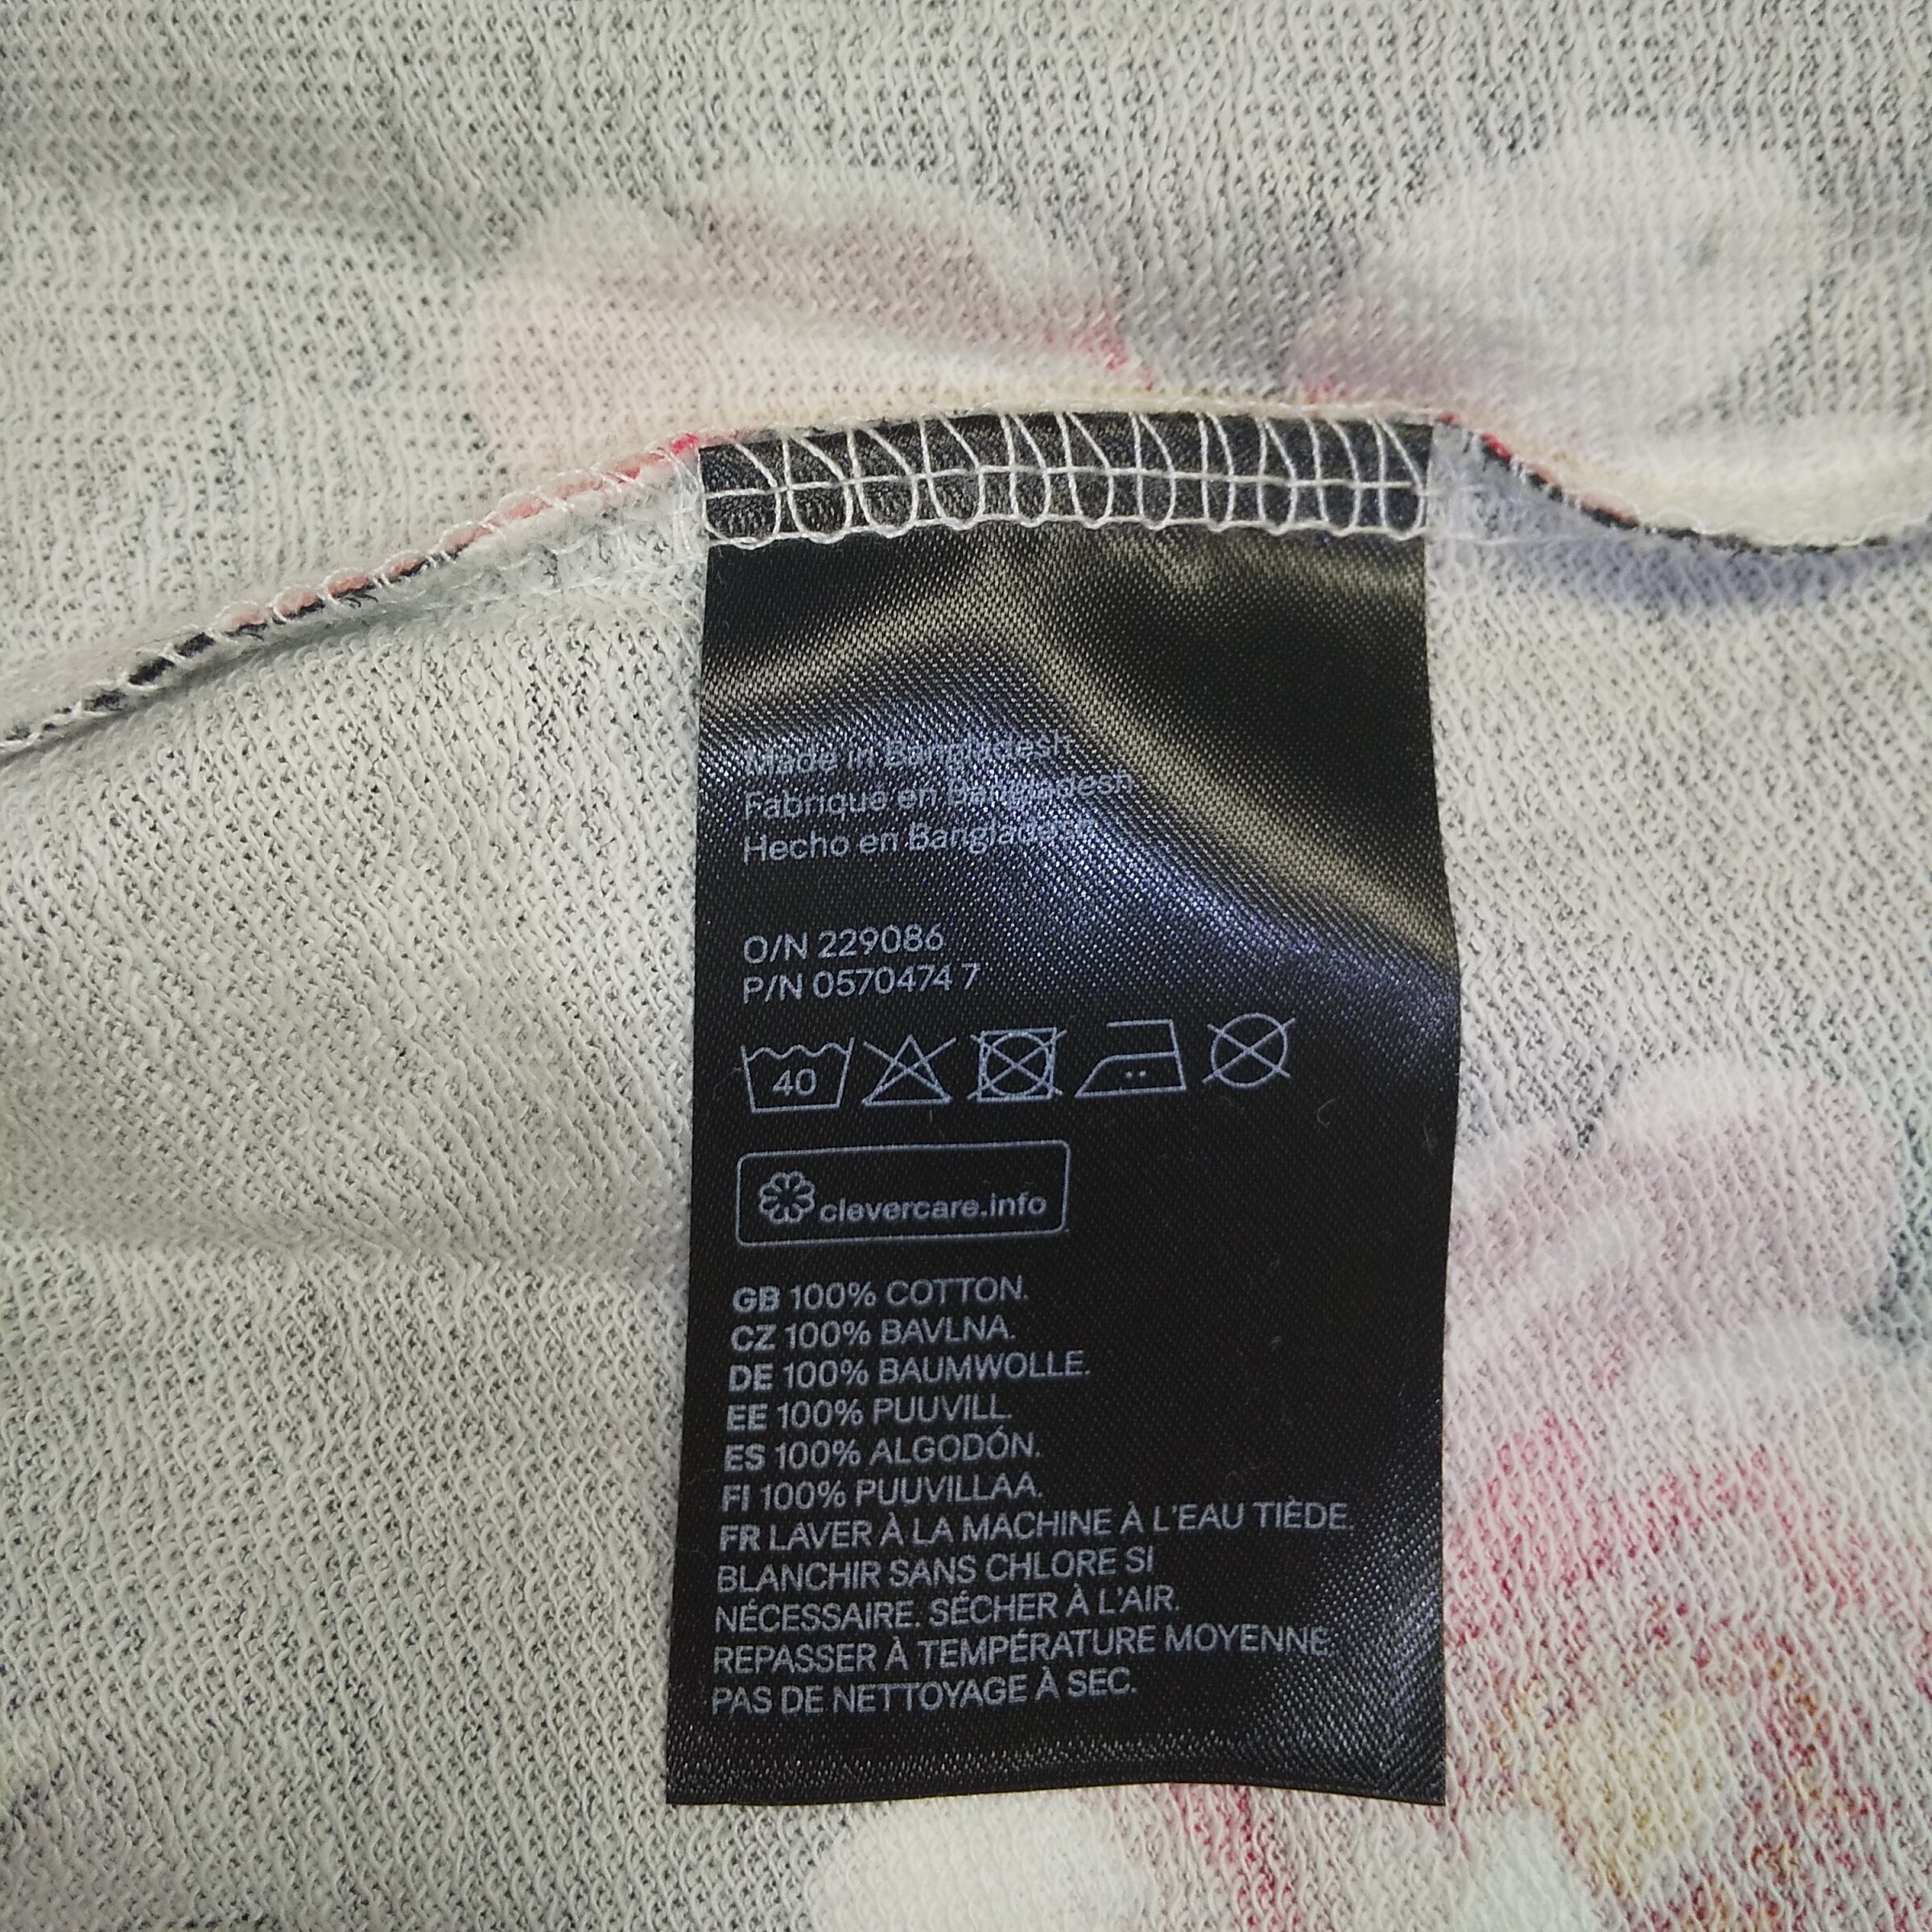 Made in Bangladesh
Fabriqué en Bangladesh
Hecho en Bangladesh
O/N 229086
P/N 0570474 7
40
clevercare.info
GB 100% COTTON.
CZ 100% BAVLNA.
DE 100% BAUMWOLLE.
EE 100% PUUVILL.
ES 100% ALGODÓN.
FI 100% PUUVILLAA.
FR LAVER À LA MACHINE À L'EAU TIÈDE.
BLANCHIR SANS CHLORE SI
NÉCESSAIRE. SÉCHER À L'AIR.
REPASSER À TEMPÉRATURE MOYENNE.
PAS DE NETTOYAGE À SEC.